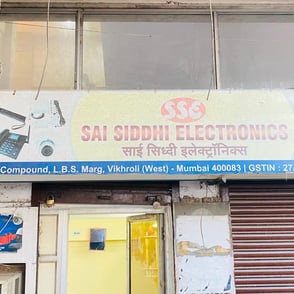 SSE
SAI SIDDHI ELECTRONICS
साई सिध्दी इलेक्ट्रॉनिक्स
Compound, L.B.S. Marg, Vikhroli (West) - Mumbai 400083 | GSTIN : 27